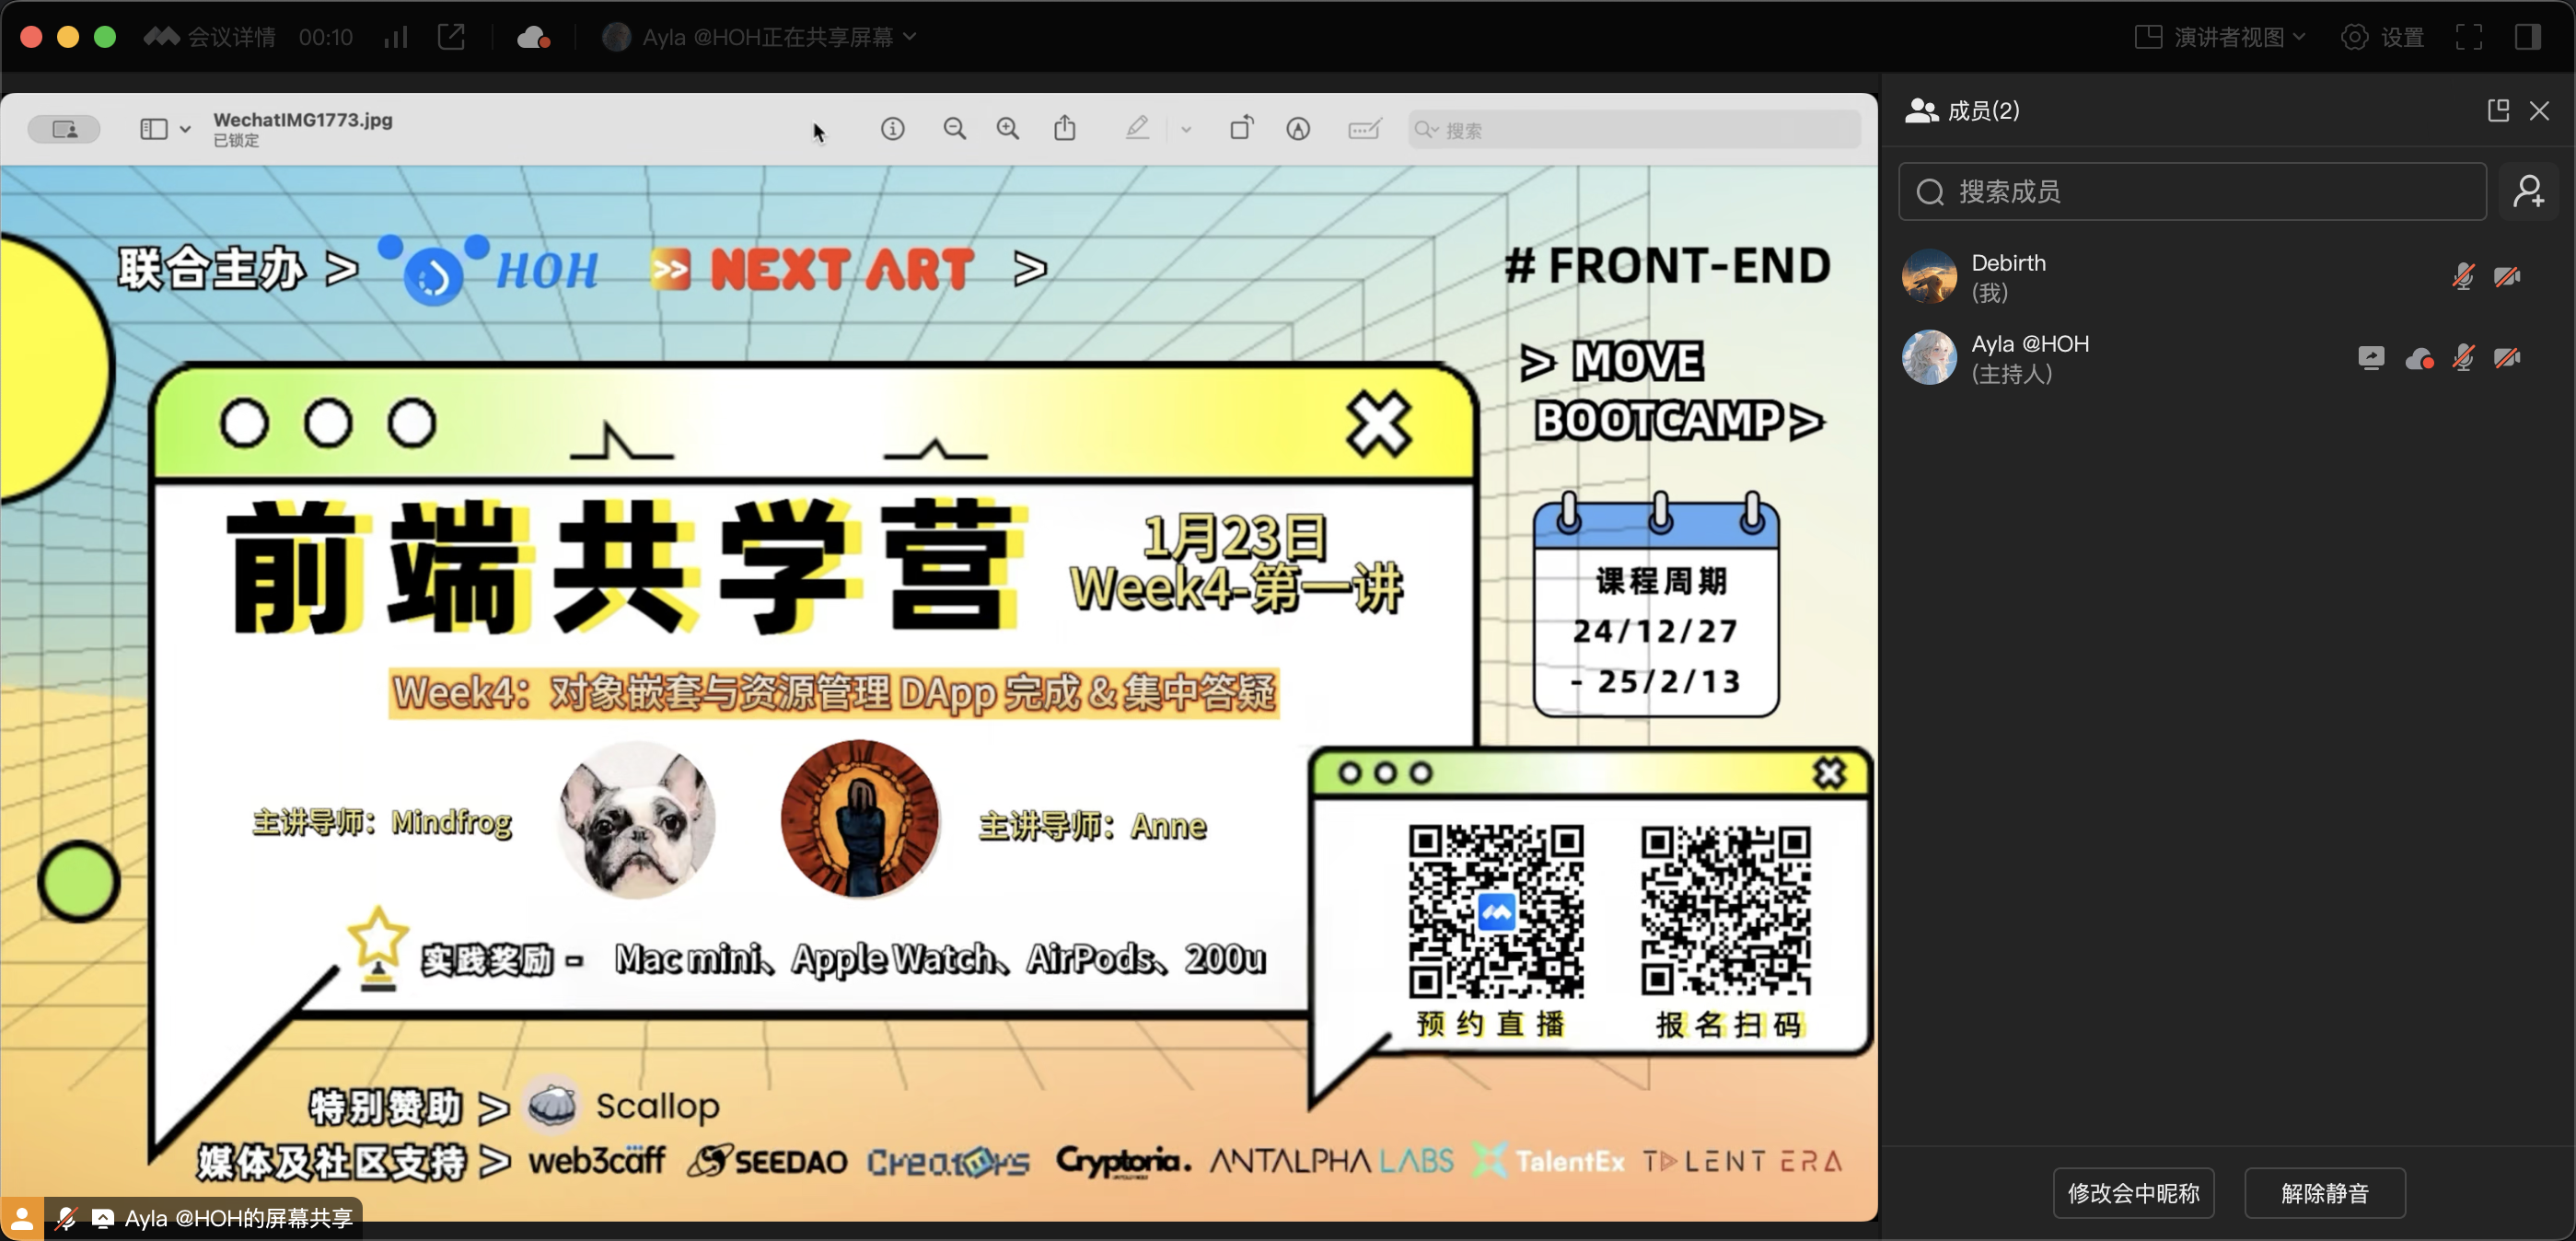 会议详情 00:10 Ayla @HOH正在共享屏幕 演讲者视图 设置
WechatIMG1773.jpg
已锁定
搜索
联合主办 > HOH >> NEXT ART >
# FRONT-END
> MOVE
BOOTCAMP>
前端共学营
1月23日
Week4-第一讲
课程周期
24/12/27
- 25/2/13
Week4：对象嵌套与资源管理 DApp 完成 & 集中答疑
主讲导师：Mindfrog
主讲导师：Anne
实践奖励 - Mac mini、Apple Watch、AirPods、200u
预约直播
报名扫码
特别赞助 > Scallop
媒体及社区支持 > web3caff SEEDAO Creators Cryptoria. ANTALPHA LABS TalentEx TALENT ERA
Ayla @HOH的屏幕共享
成员(2)
搜索成员
Debirth
(我)
Ayla @HOH
(主持人)
修改会中昵称
解除静音